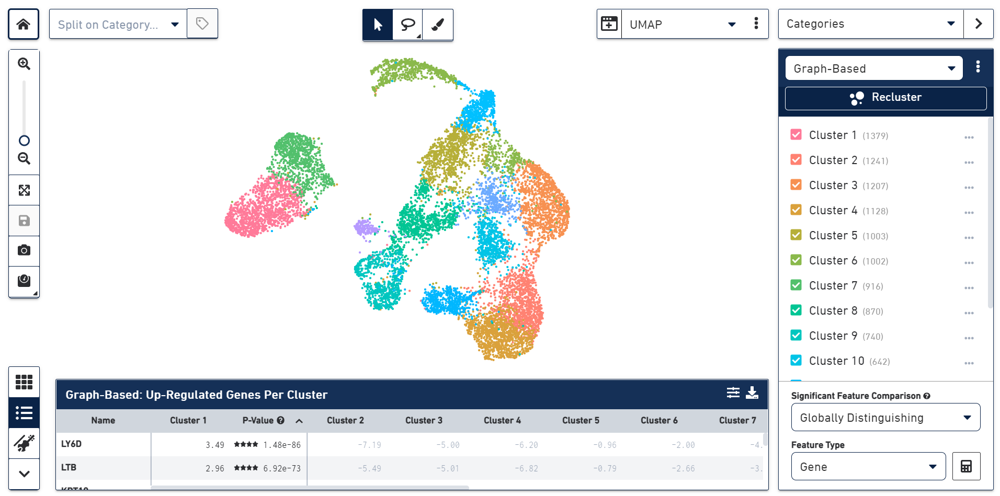 Split on Category...
UMAP
Categories
Graph-Based
Recluster
Cluster 1 (1379)
Cluster 2 (1241)
Cluster 3 (1207)
Cluster 4 (1128)
Cluster 5 (1003)
Cluster 6 (1002)
Cluster 7 (916)
Cluster 8 (870)
Cluster 9 (740)
Cluster 10 (642)
Significant Feature Comparison
Globally Distinguishing
Feature Type
Gene
Graph-Based: Up-Regulated Genes Per Cluster
Name Cluster 1 P-Value Cluster 2 Cluster 3 Cluster 4 Cluster 5 Cluster 6 Cluster 7
LY6D 3.49 ★★★★ 1.48e-86 -7.19 -5.00 -6.20 -0.96 -2.00 -4.
LTB 2.96 ★★★★ 6.92e-73 -5.49 -5.01 -6.82 -0.79 -2.66 -3.